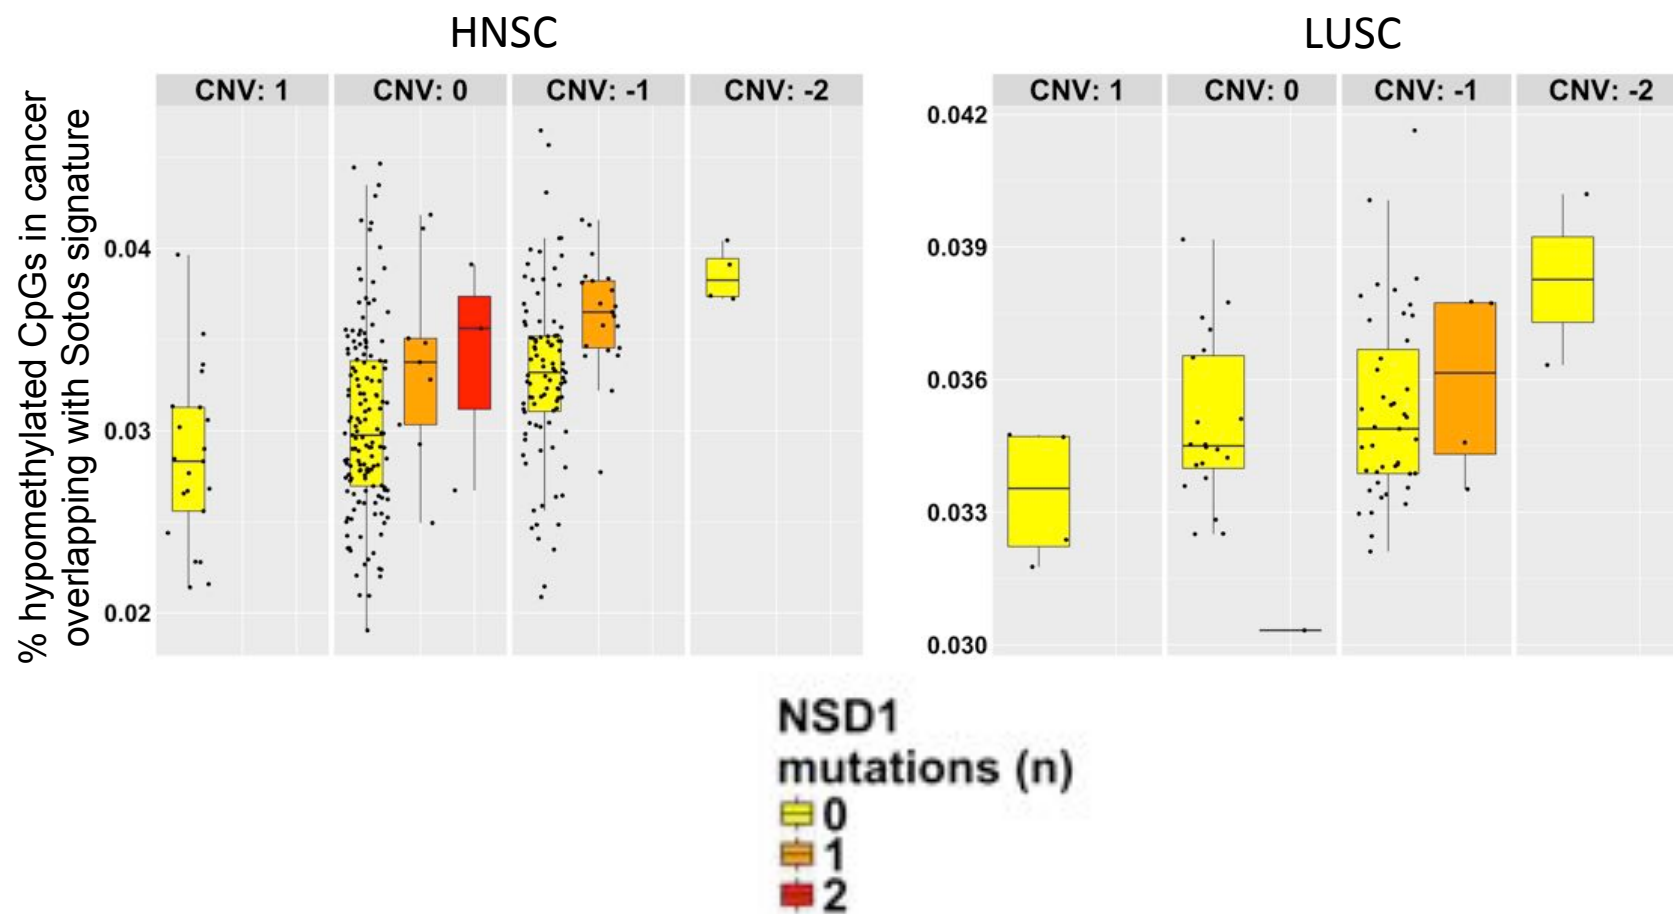 HNSC
LUSC
CNV: 1
CNV: 0
CNV: -1
CNV: -2
CNV: 1
CNV: 0
CNV: -1
CNV: -2
% hypomethylated CpGs in cancer
overlapping with Sotos signature
0.04
0.03
0.02
0.042
0.039
0.036
0.033
0.030
NSD1
mutations (n)
0
1
2